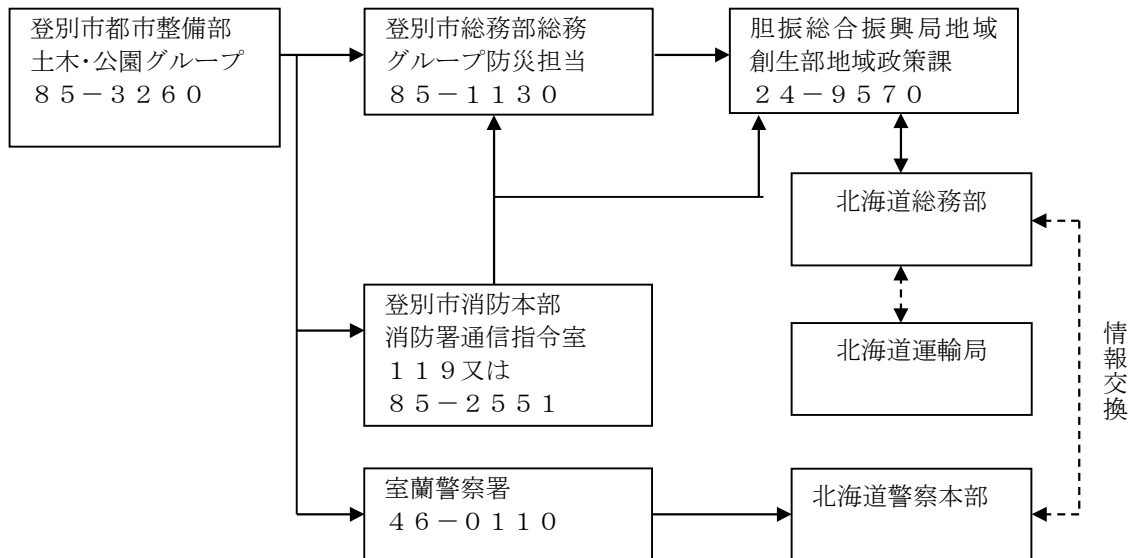 登別市都市整備部
土木・公園グループ
８５－３２６０
登別市総務部総務
グループ防災担当
８５－１１３０
胆振総合振興局地域
創生部地域政策課
２４－９５７０
北海道総務部
登別市消防本部
消防署通信指令室
１１９又は
８５－２５５１
北海道運輸局
情報交換
室蘭警察署
４６－０１１０
北海道警察本部